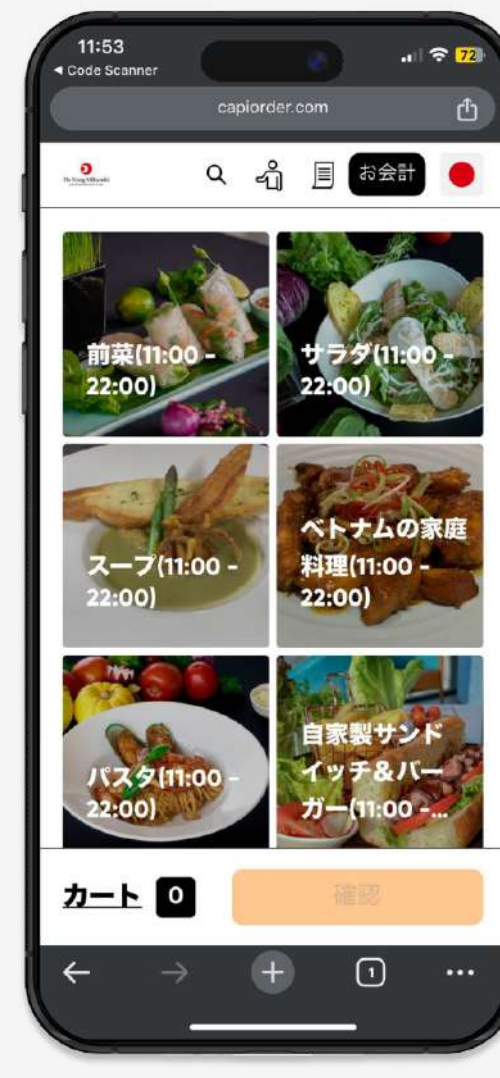 11:53
◀ Code Scanner
72
capiorder.com
お会計
前菜(11:00 -
22:00)
サラダ(11:00 -
22:00)
スープ(11:00 -
22:00)
ベトナムの家庭
料理(11:00 -
22:00)
パスタ(11:00 -
22:00)
自家製サンド
イッチ＆バー
ガー(11:00 -...
カート 0
確認
1